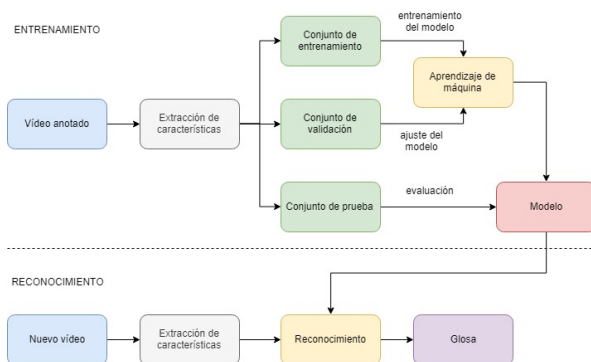 ENTRENAMIENTO
Vídeo anotado
Extracción de
características
Conjunto de
entrenamiento
Conjunto de
validación
Conjunto de prueba
entrenamiento
del modelo
ajuste del
modelo
evaluación
Aprendizaje de
máquina
Modelo
RECONOCIMIENTO
Nuevo vídeo
Extracción de
características
Reconocimiento
Glosa